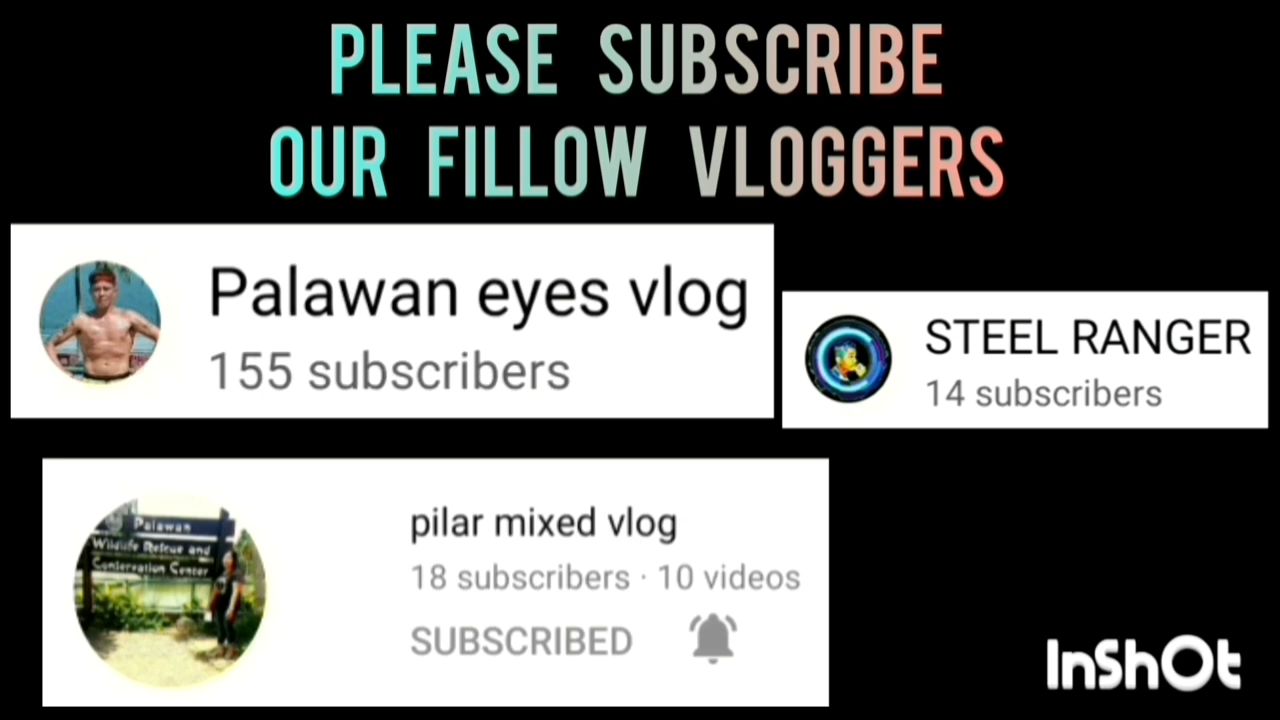 PLEASE SUBSCRIBE
OUR FILLOW VLOGGERS
Palawan eyes vlog
155 subscribers
STEEL RANGER
14 subscribers
Palawan
Wildlife Rescue and
Conservation Center
pilar mixed vlog
18 subscribers · 10 videos
SUBSCRIBED
InShOt